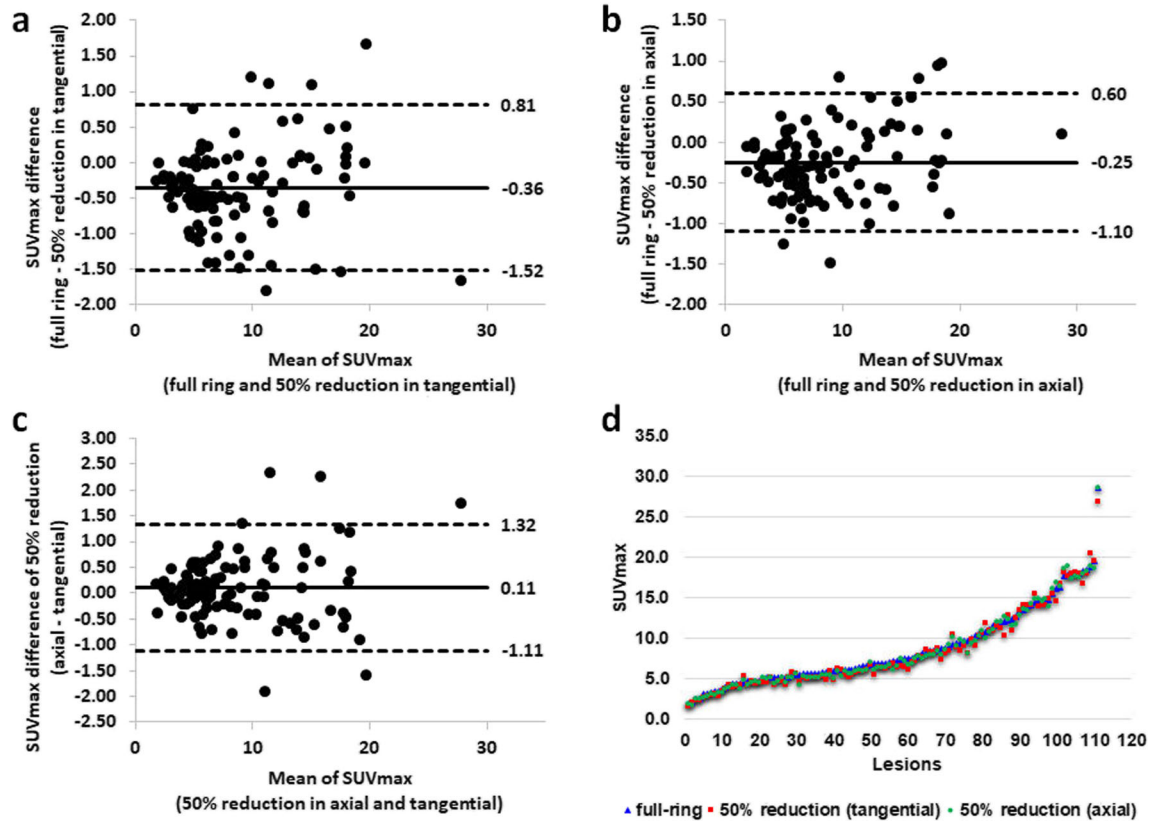 a
2.00
1.50
1.00
0.50
0.00
-0.50
-1.00
-1.50
-2.00
SUVmax difference
(full ring - 50% reduction in tangential)
0.81
-0.36
-1.52
0 10 20 30
Mean of SUVmax
(full ring and 50% reduction in tangential)
b
1.50
1.00
0.50
0.00
-0.50
-1.00
-1.50
-2.00
SUVmax difference
(full ring - 50% reduction in axial)
0.60
-0.25
-1.10
0 10 20 30
Mean of SUVmax
(full ring and 50% reduction in axial)
c
3.00
2.50
2.00
1.50
1.00
0.50
0.00
-0.50
-1.00
-1.50
-2.00
-2.50
SUVmax difference of 50% reduction
(axial - tangential)
1.32
0.11
-1.11
0 10 20 30
Mean of SUVmax
(50% reduction in axial and tangential)
d
35.0
30.0
25.0
20.0
15.0
10.0
5.0
0.0
SUVmax
0 10 20 30 40 50 60 70 80 90 100 110 120
Lesions
full-ring 50% reduction (tangential) 50% reduction (axial)